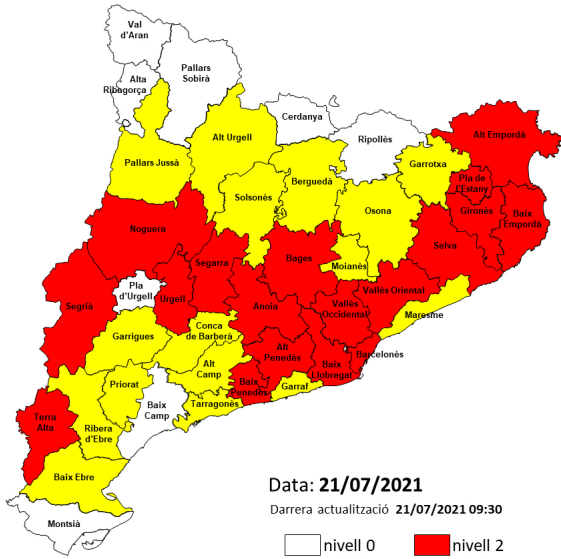 Val
d'Aran
Pallars
Sobirà
Alta
Ribagorça
Cerdanya
Ripollès
Alt Empordà
Alt Urgell
Pallars Jussà
Garrotxa
Berguedà
Pla de
L'Estany
Solsonès
Osona
Gironès
Baix
Empordà
Noguera
Selva
Segarra
Bages
Moianès
Pla
d'Urgell
Urgell
Vallès Oriental
Segrià
Anoia
Vallès
Occidental
Maresme
Garrigues
Conca
de Barberà
Alt
Penedès
Barcelonès
Alt
Camp
Baix
Llobregat
Priorat
Baix
Penedès
Garraf
Baix
Camp
Tarragonès
Terra
Alta
Ribera
d'Ebre
Baix Ebre
Montsià
Data: 21/07/2021
Darrera actualització 21/07/2021 09:30
nivell 0 nivell 2